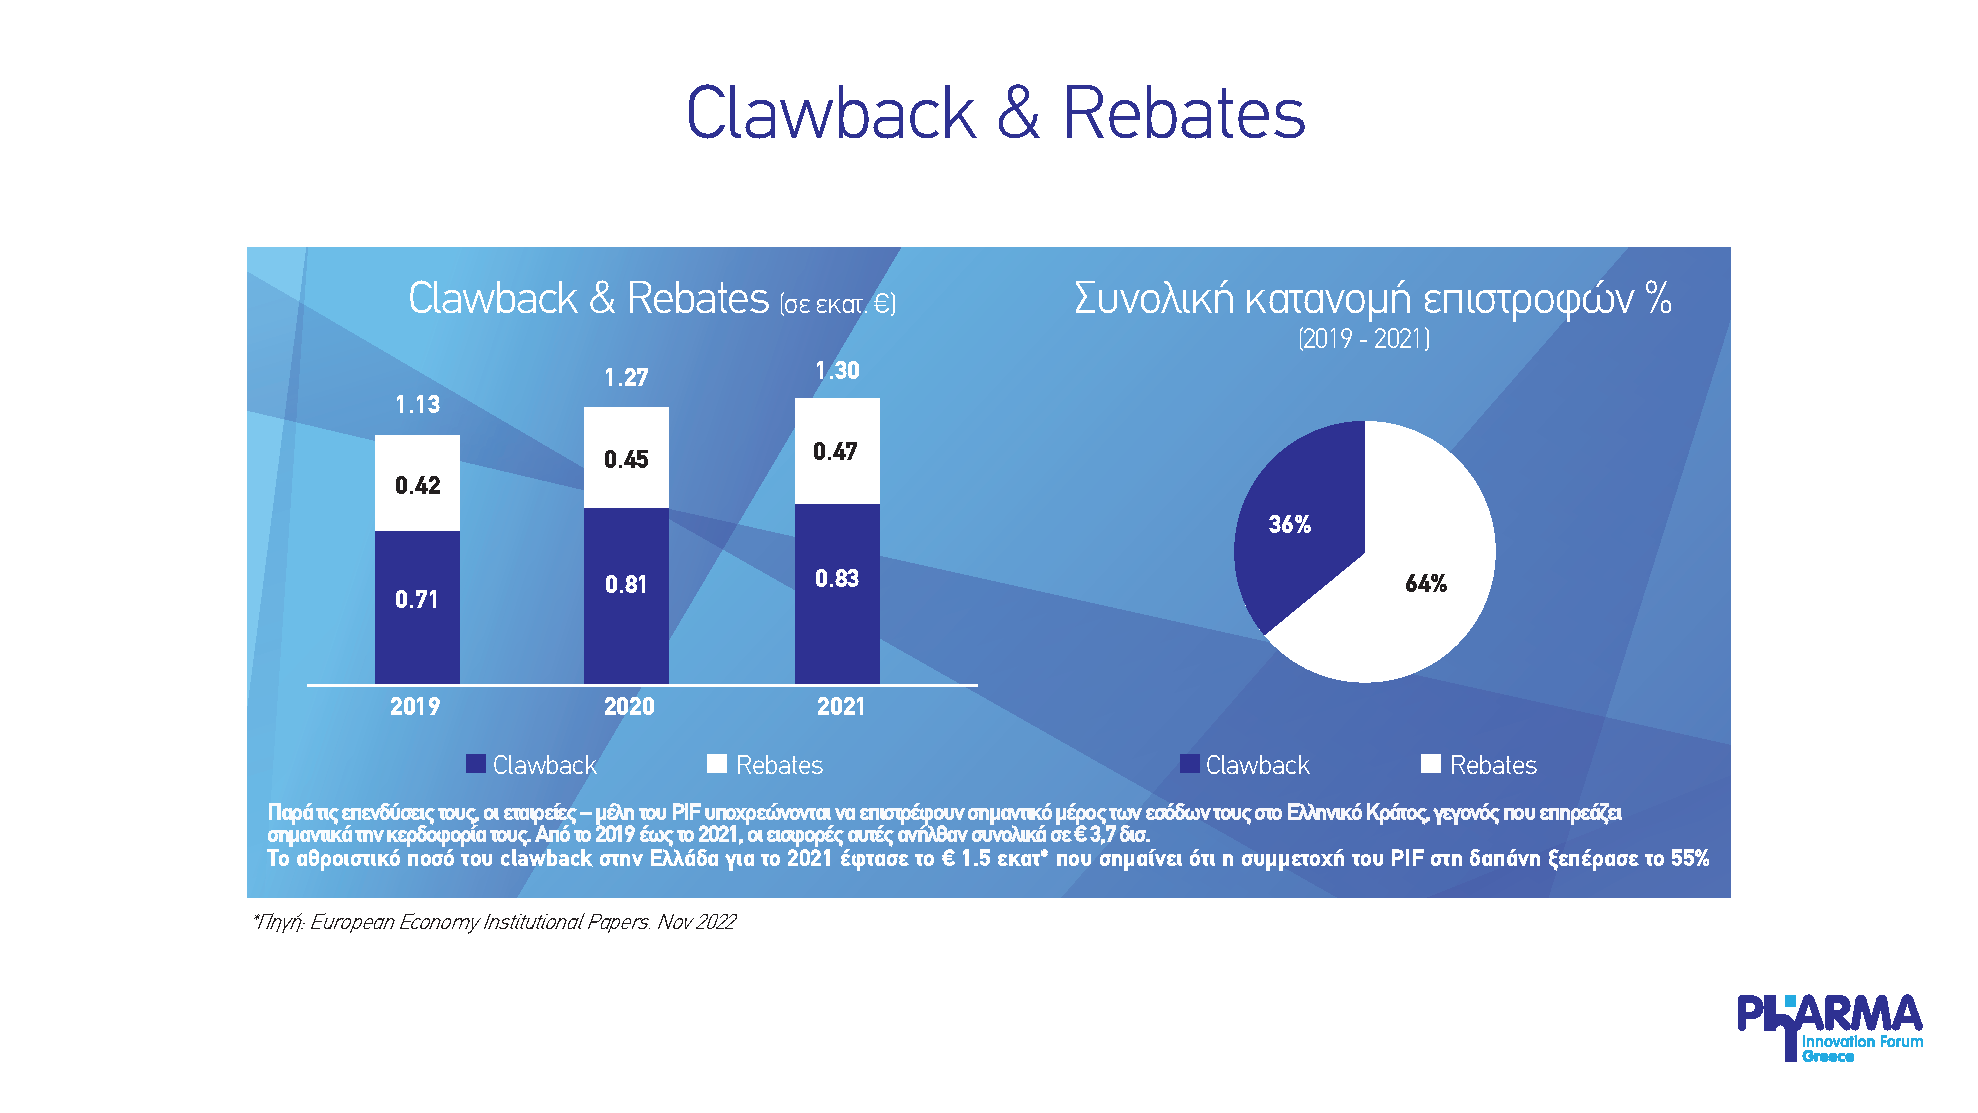 Clawback & Rebates
Clawback & Rebates (σε εκατ. €)
1.13
1.27
1.30
0.42
0.45
0.47
0.71
0.81
0.83
2019 2020 2021
Clawback Rebates
Συνολική κατανομή επιστροφών %
(2019 - 2021)
36%
64%
Clawback Rebates
Παρά τις επενδύσεις τους, οι εταιρείες – μέλη του PIF υποχρεώνονται να επιστρέφουν σημαντικό μέρος των εσόδων τους στο Ελληνικό Κράτος, γεγονός που επηρεάζει
σημαντικά την κερδοφορία τους. Από το 2019 έως το 2021, οι εισφορές αυτές ανήλθαν συνολικά σε € 3,7 δισ.
Το αθροιστικό ποσό του clawback στην Ελλάδα για το 2021 έφτασε το € 1.5 εκατ* που σημαίνει ότι η συμμετοχή του PIF στη δαπάνη ξεπέρασε το 55%
*Πηγή: European Economy Institutional Papers. Nov 2022
PhARMA
Innovation Forum
Greece